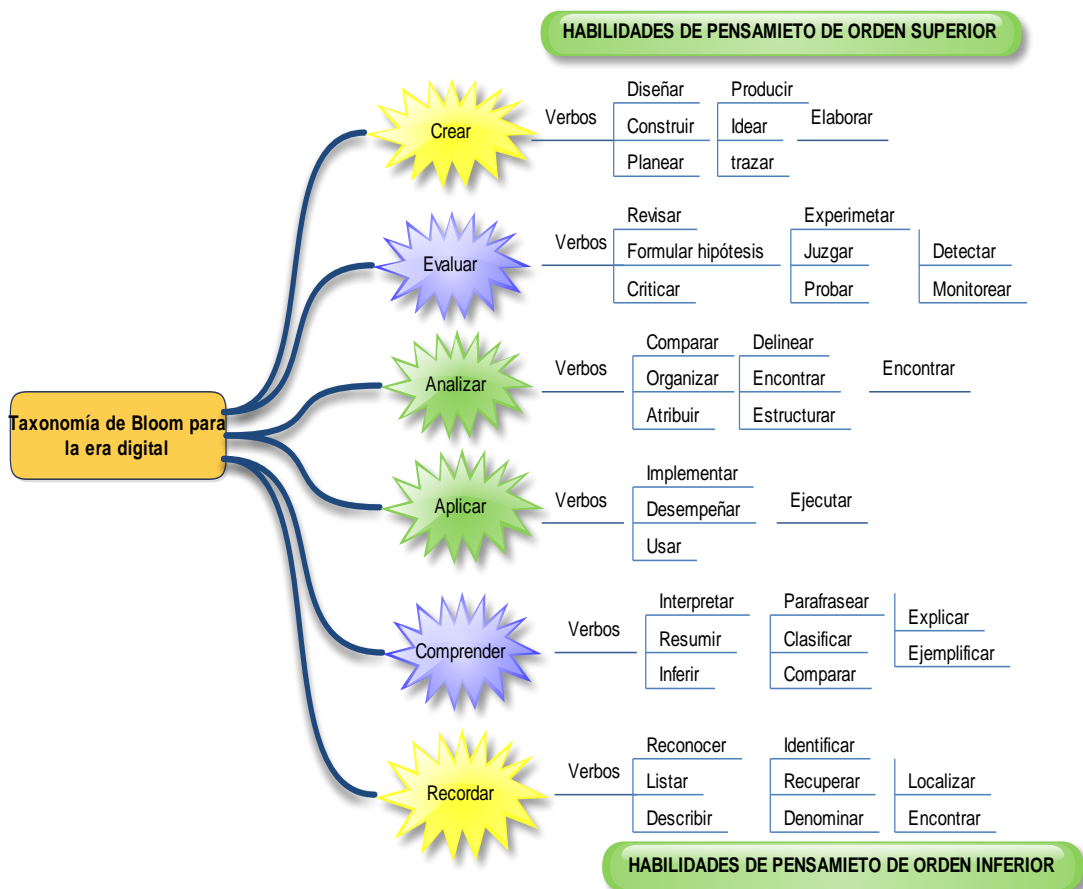 HABILIDADES DE PENSAMIETO DE ORDEN SUPERIOR
Crear
Verbos
Diseñar
Construir
Planear
Producir
Idear
trazar
Elaborar
Evaluar
Verbos
Revisar
Formular hipótesis
Criticar
Experimetar
Juzgar
Probar
Detectar
Monitorear
Analizar
Verbos
Comparar
Organizar
Atribuir
Delinear
Encontrar
Estructurar
Encontrar
Taxonomía de Bloom para
la era digital
Aplicar
Verbos
Implementar
Desempeñar
Usar
Ejecutar
Comprender
Verbos
Interpretar
Resumir
Inferir
Parafrasear
Clasificar
Comparar
Explicar
Ejemplificar
Recordar
Verbos
Reconocer
Listar
Describir
Identificar
Recuperar
Denominar
Localizar
Encontrar
HABILIDADES DE PENSAMIETO DE ORDEN INFERIOR